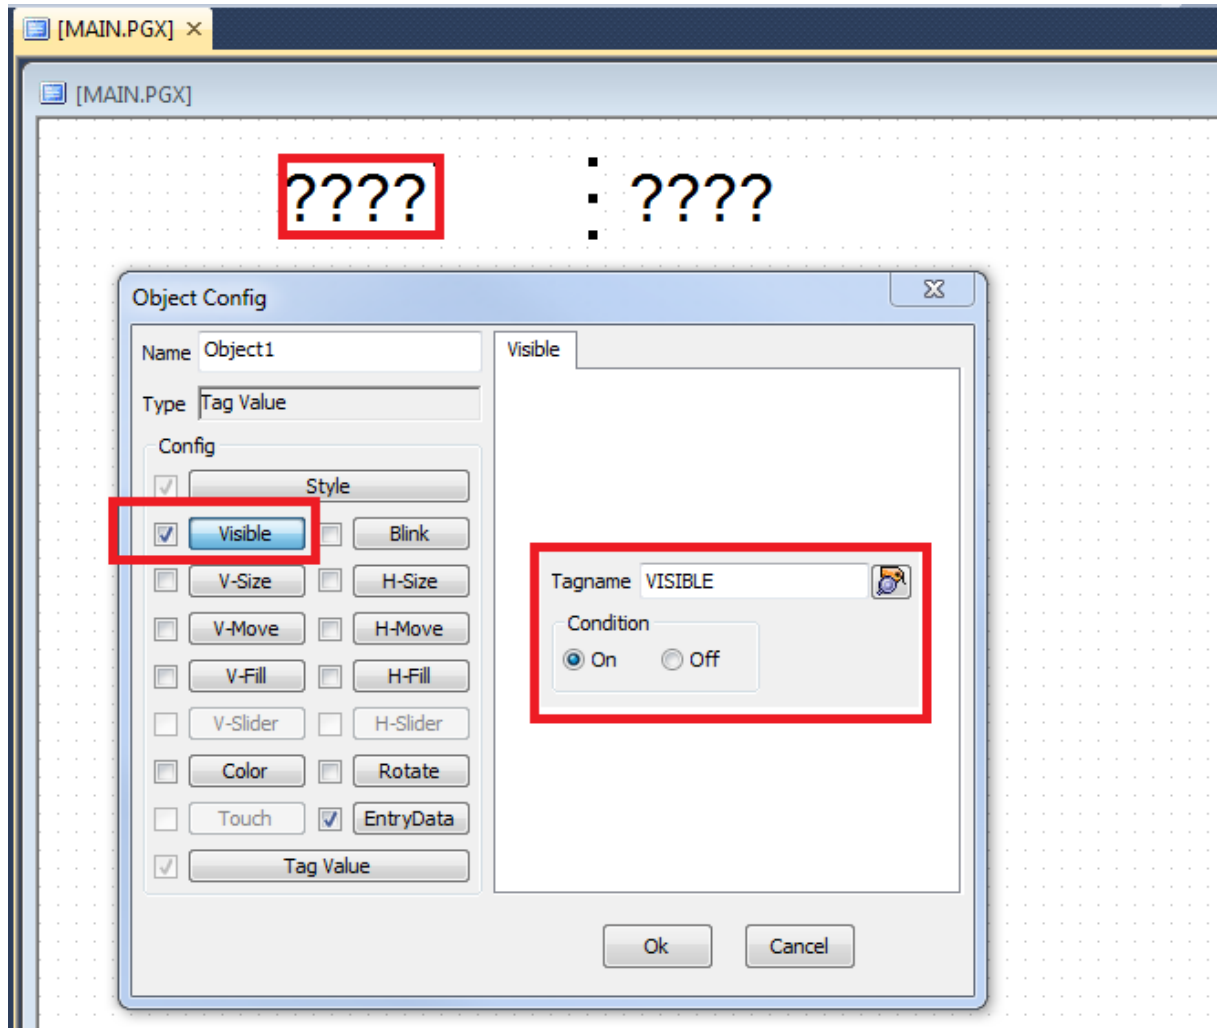 [MAIN.PGX]
[MAIN.PGX]
???? ????
Object Config
Name Object1
Visible
Type Tag Value
Config
Style
Visible Blink
V-Size H-Size
Tagname VISIBLE
V-Move H-Move
Condition
On Off
V-Fill H-Fill
V-Slider H-Slider
Color Rotate
Touch EntryData
Tag Value
Ok Cancel